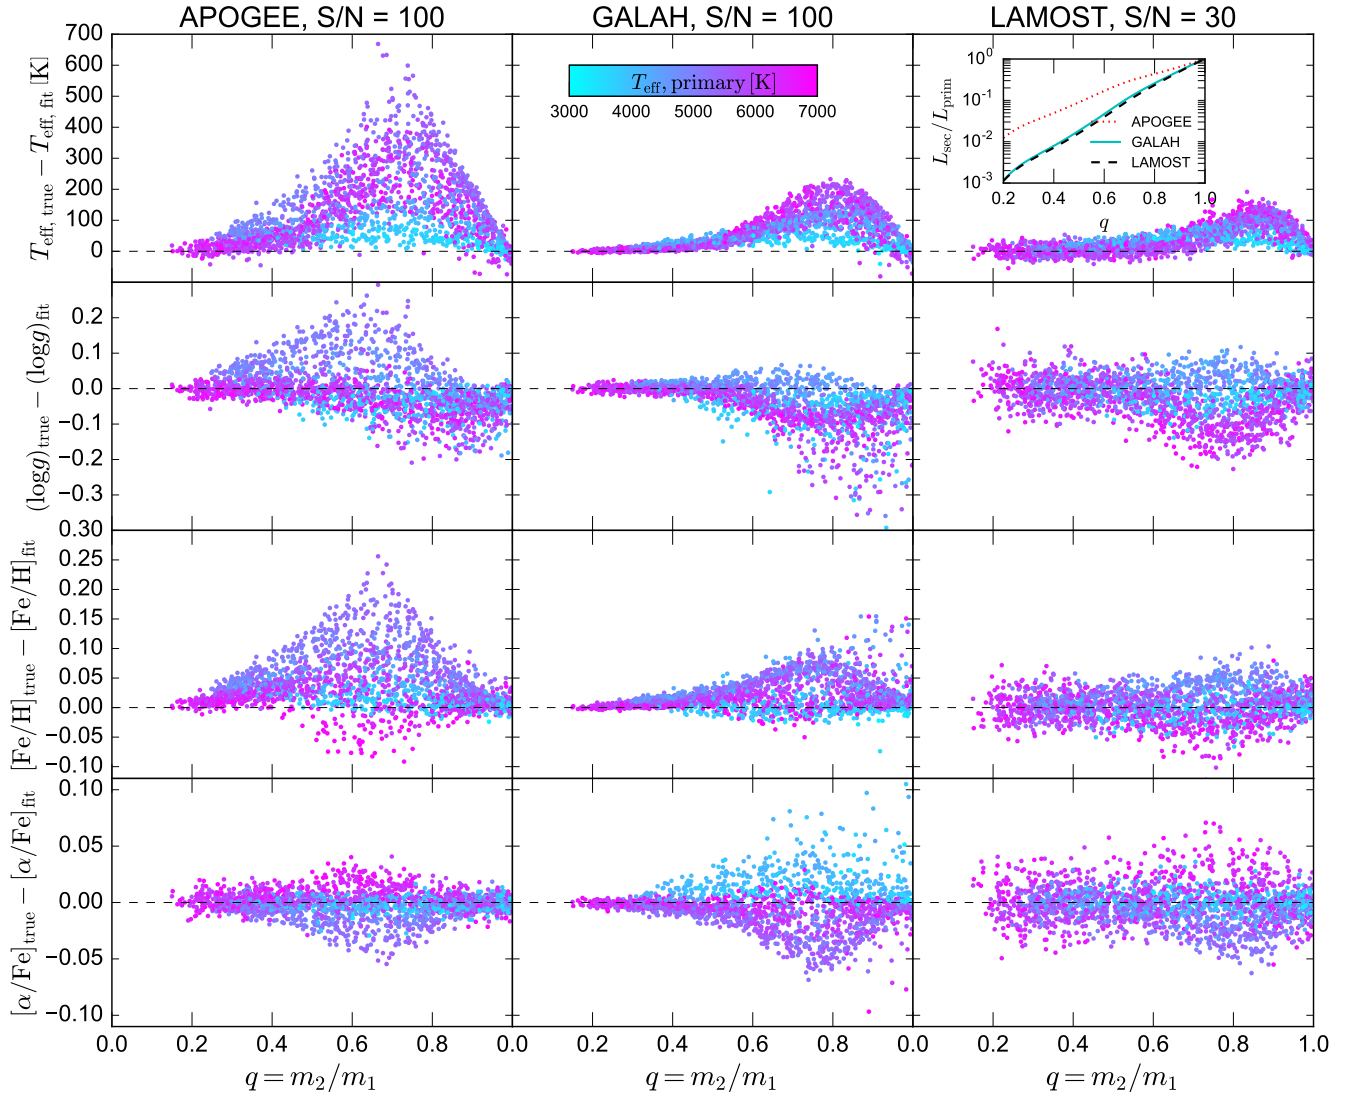 APOGEE, S/N = 100
GALAH, S/N = 100
LAMOST, S/N = 30
T_eff, true − T_eff, fit [K]
700
600
500
400
300
200
100
0
T_eff, primary [K]
3000 4000 5000 6000 7000
L_sec/L_prim
10^0
10^-1
10^-2
10^-3
APOGEE
GALAH
LAMOST
0.2 0.4 0.6 0.8 1.0
q
(log g)_true − (log g)_fit
0.2
0.1
0.0
−0.1
−0.2
−0.3
[Fe/H]_true − [Fe/H]_fit
0.30
0.25
0.20
0.15
0.10
0.05
0.00
−0.05
−0.10
[α/Fe]_true − [α/Fe]_fit
0.10
0.05
0.00
−0.05
−0.10
0.0 0.2 0.4 0.6 0.8 0.0 0.2 0.4 0.6 0.8 0.0 0.2 0.4 0.6 0.8 1.0
q = m_2/m_1
q = m_2/m_1
q = m_2/m_1